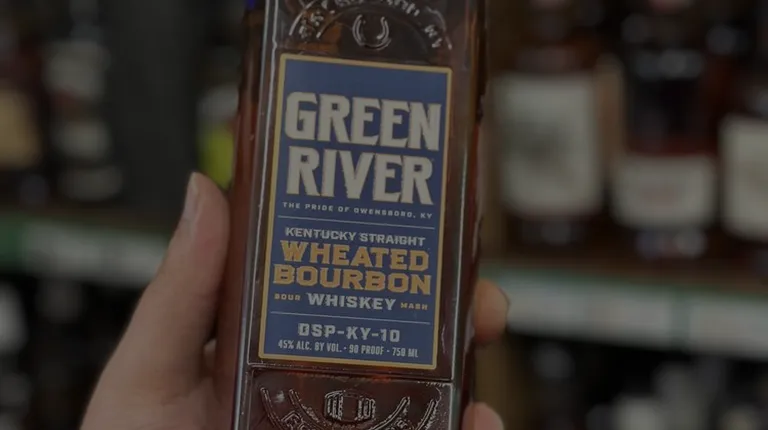 GREEN
RIVER
THE PRIDE OF OWENSBORO, KY
KENTUCKY STRAIGHT
WHEATED
BOURBON
SOUR WHISKEY MASH
DSP-KY-10
45% ALC. BY VOL. · 90 PROOF · 750 ML